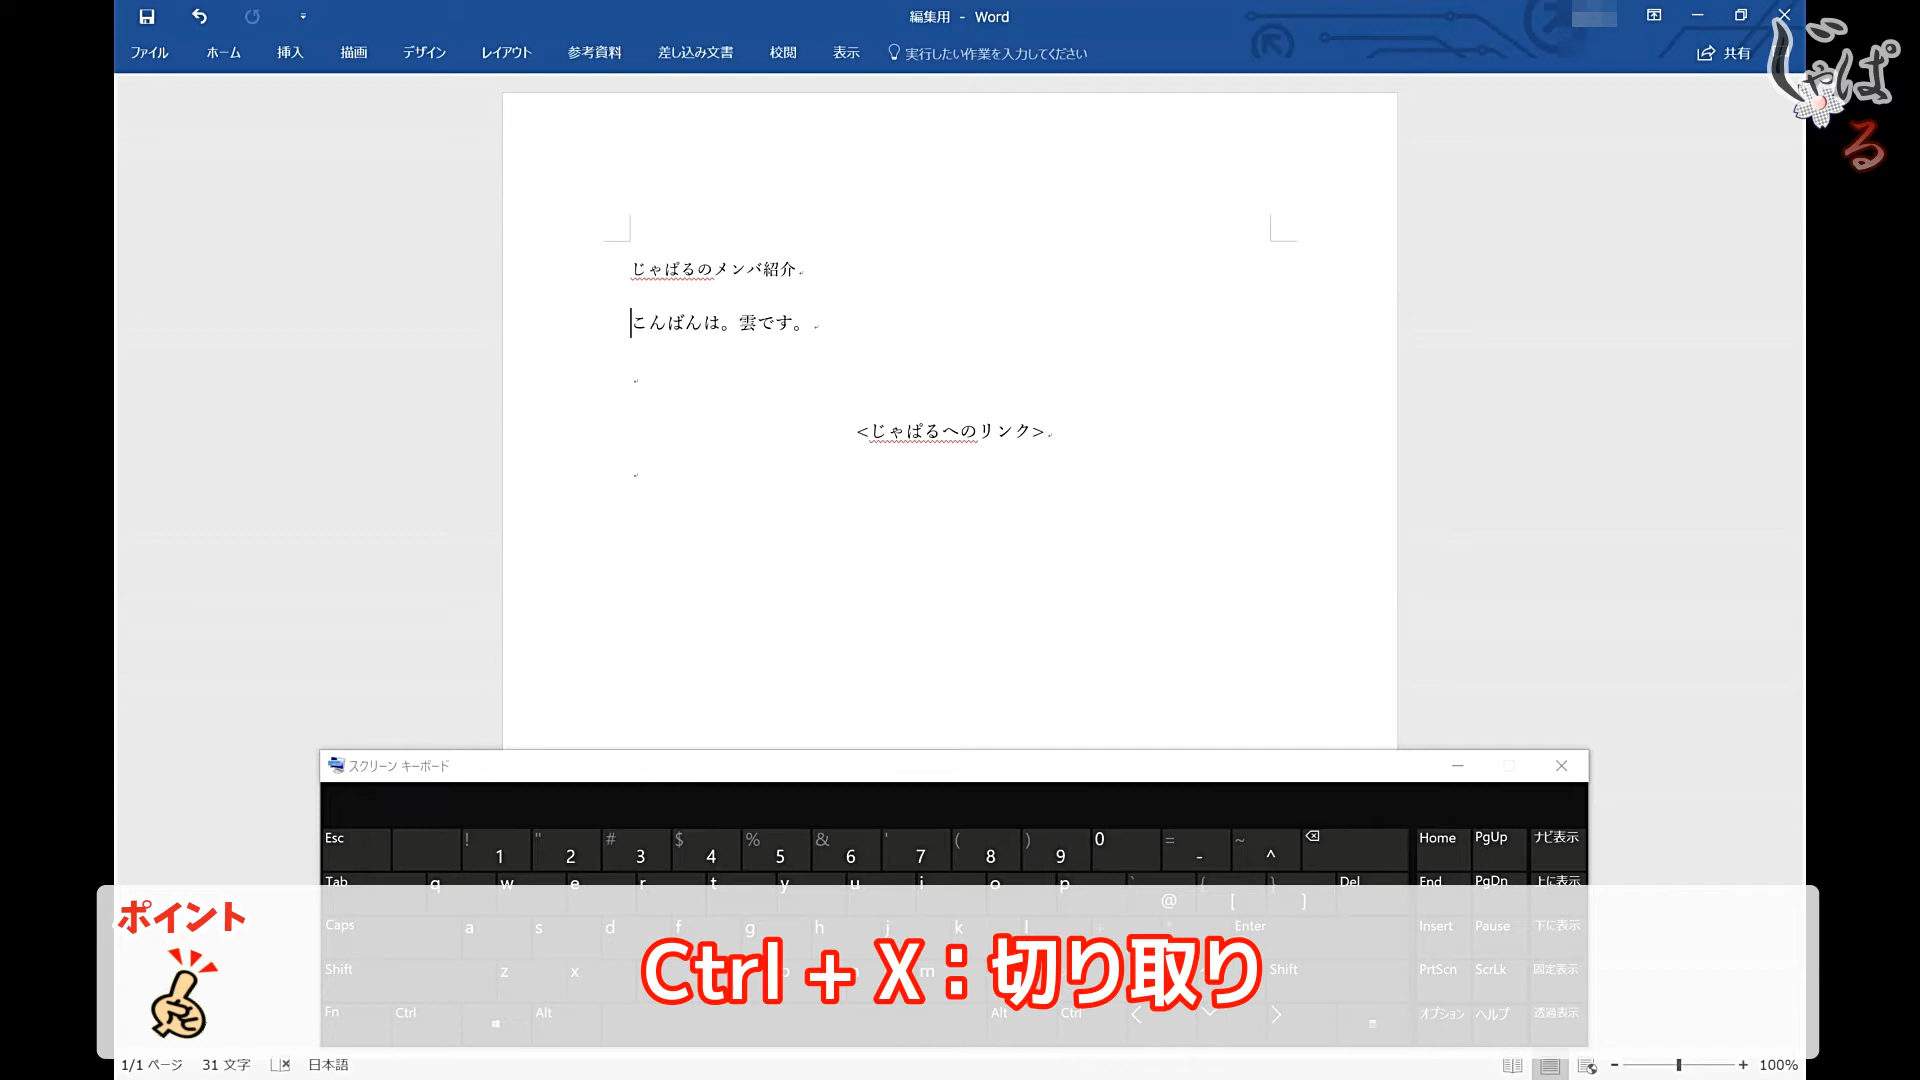 編集用 - Word
ファイル ホーム 挿入 描画 デザイン レイアウト 参考資料 差し込み文書 校閲 表示 実行したい作業を入力してください 共有
じゃぱる
じゃぱるのメンバ紹介
こんばんは。雲です。
<じゃぱるへのリンク>
スクリーン キーボード
Esc ! 1 " 2 # 3 $ 4 % 5 & 6 ' 7 ( 8 ) 9 0 = - ~ ^ Home PgUp ナビ表示
Tab q w e r t y u i o p ` @ { [ } ] Del End PgDn 上に表示
Caps a s d f g h j k l + * Enter Insert Pause 下に表示
Shift z x m Shift PrtScn ScrLk 固定表示
Fn Ctrl Alt Alt Ctrl オプション ヘルプ 透過表示
ポイント
Ctrl + X：切り取り
1/1 ページ 31 文字 日本語 - + 100%